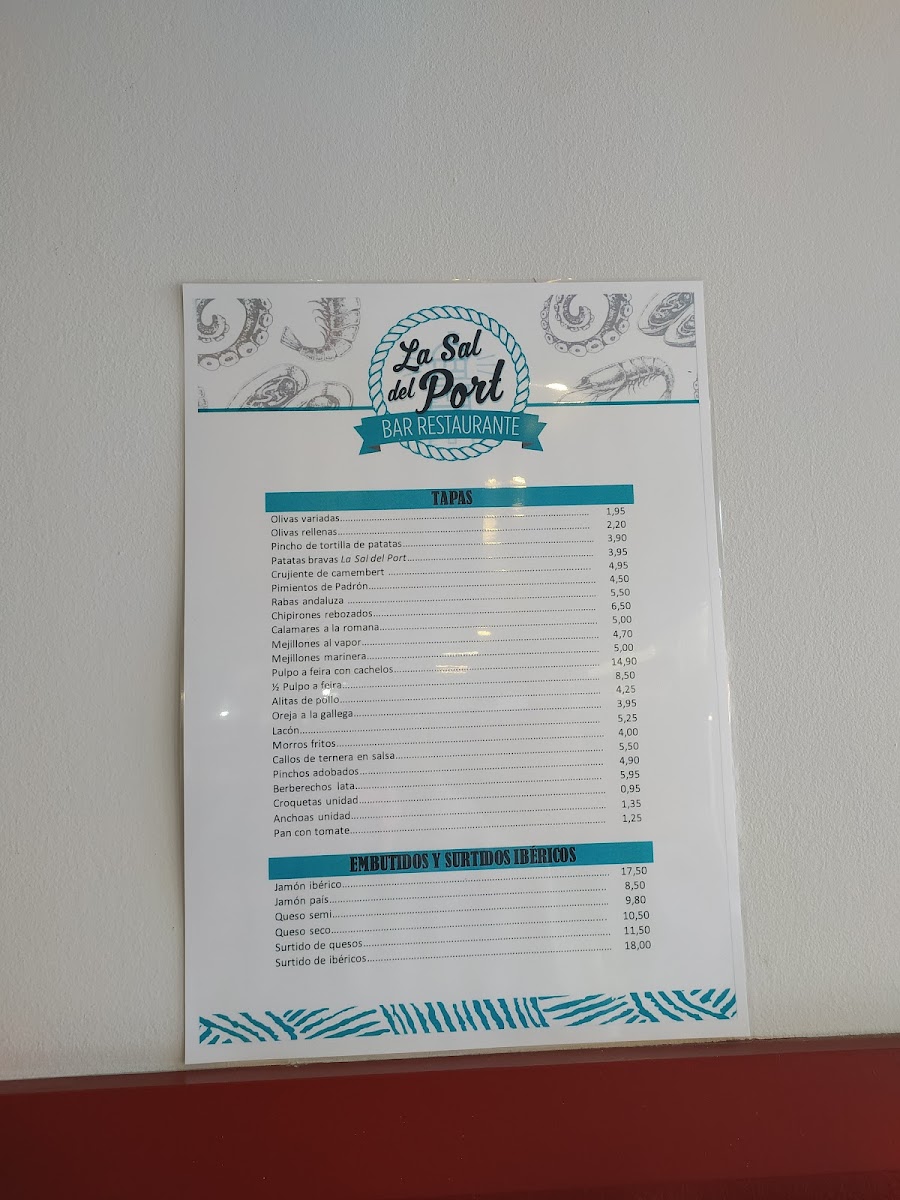 La Sal
del Port
BAR RESTAURANTE
TAPAS
Olivas variadas 1,95
Olivas rellenas 2,20
Pincho de tortilla de patatas 3,90
Patatas bravas La Sal del Port 3,95
Crujiente de camembert 4,95
Pimientos de Padrón 4,50
Rabas andaluza 5,50
Chipirones rebozados 6,50
Calamares a la romana 5,00
Mejillones al vapor 4,70
Mejillones marinera 5,00
Pulpo a feira con cachelos 14,90
½ Pulpo a feira 8,50
Alitas de pollo 4,25
Oreja a la gallega 3,95
Lacón 5,25
Morros fritos 4,00
Callos de ternera en salsa 5,50
Pinchos adobados 4,90
Berberechos lata 5,95
Croquetas unidad 0,95
Anchoas unidad 1,35
Pan con tomate 1,25
EMBUTIDOS Y SURTIDOS IBÉRICOS
Jamón ibérico 17,50
Jamón país 8,50
Queso semi 9,80
Queso seco 10,50
Surtido de quesos 11,50
Surtido de ibéricos 18,00